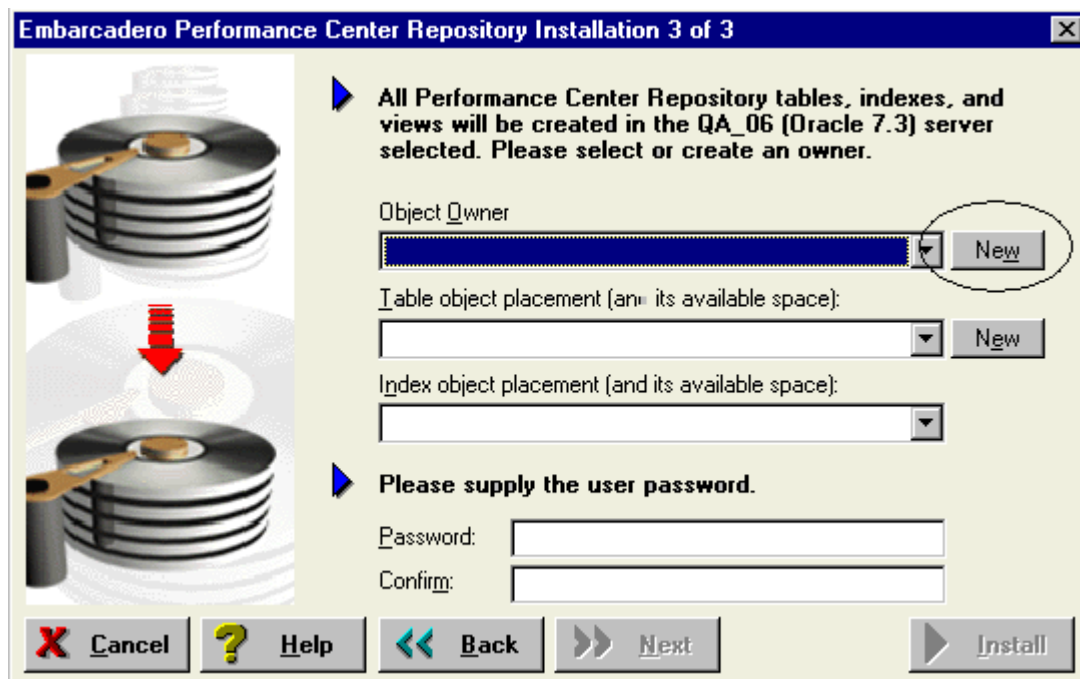 Embarcadero Performance Center Repository Installation 3 of 3
All Performance Center Repository tables, indexes, and
views will be created in the QA_06 (Oracle 7.3) server
selected. Please select or create an owner.
Object Owner
New
Table object placement (and its available space):
New
Index object placement (and its available space):
Please supply the user password.
Password:
Confirm:
Cancel Help Back Next Install